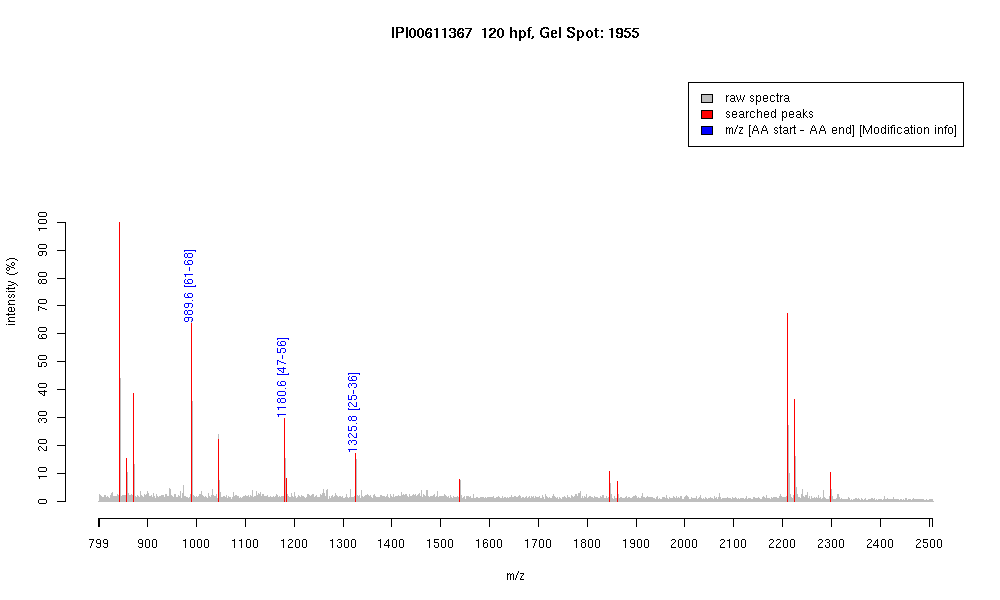 IPI00611367 120 hpf, Gel Spot: 1955
raw spectra
searched peaks
m/z [AA start - AA end] [Modification info]
intensity (%)
100
90
80
70
60
50
40
30
20
10
0
989.6 [61-68]
1180.6 [47-56]
1325.8 [25-36]
799 900 1000 1100 1200 1300 1400 1500 1600 1700 1800 1900 2000 2100 2200 2300 2400 2500
m/z